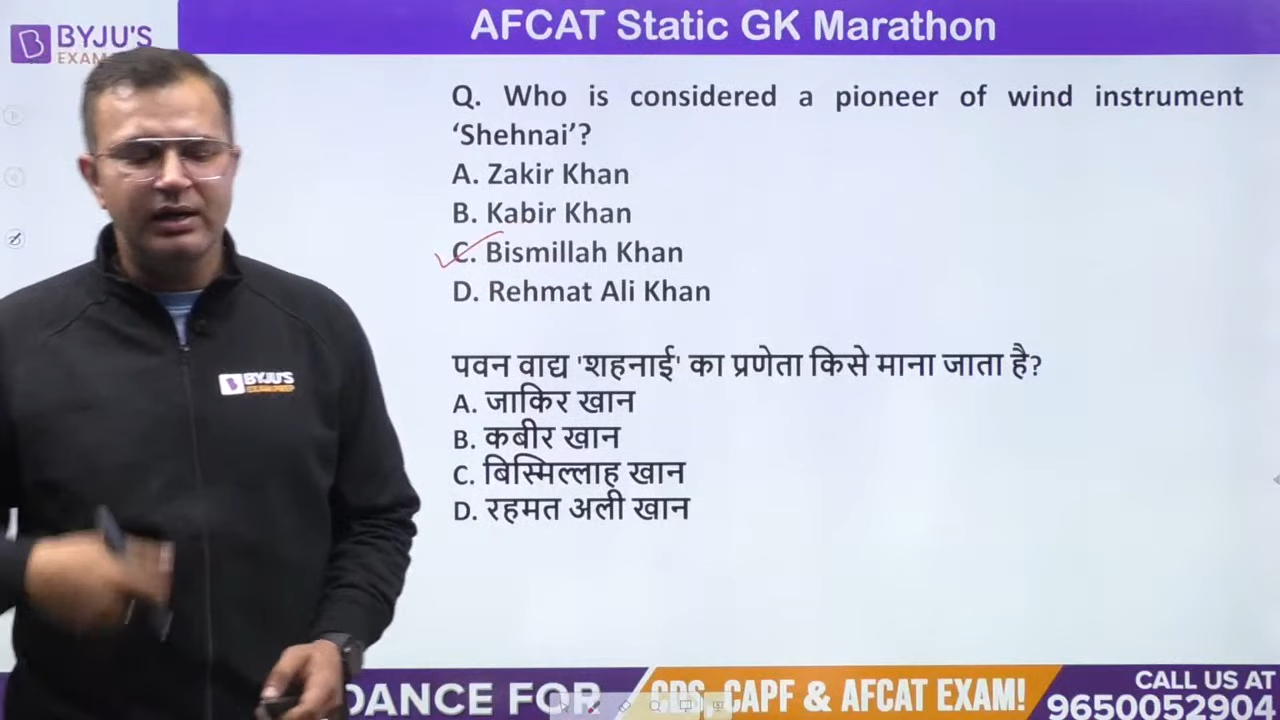 AFCAT Static GK Marathon
BYJU'S
EXAM
Q. Who is considered a pioneer of wind instrument
‘Shehnai’?
A. Zakir Khan
B. Kabir Khan
C. Bismillah Khan
D. Rehmat Ali Khan
पवन वाद्य 'शहनाई' का प्रणेता किसे माना जाता है?
A. जाकिर खान
B. कबीर खान
C. बिस्मिल्लाह खान
D. रहमत अली खान
BYJU'S
EXAM PREP
DANCE FOR
CDS, CAPF & AFCAT EXAM!
CALL US AT
9650052904